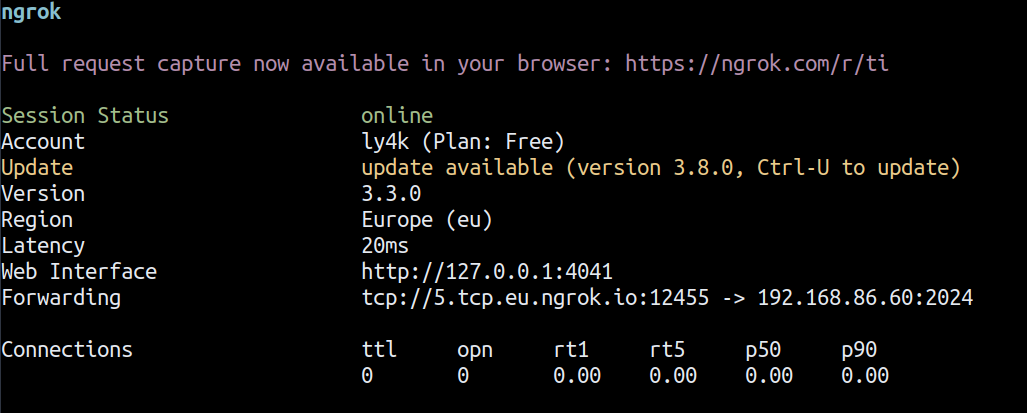 ngrok
Full request capture now available in your browser: https://ngrok.com/r/ti
Session Status online
Account ly4k (Plan: Free)
Update update available (version 3.8.0, Ctrl-U to update)
Version 3.3.0
Region Europe (eu)
Latency 20ms
Web Interface http://127.0.0.1:4041
Forwarding tcp://5.tcp.eu.ngrok.io:12455 -> 192.168.86.60:2024
Connections ttl opn rt1 rt5 p50 p90
0 0 0.00 0.00 0.00 0.00